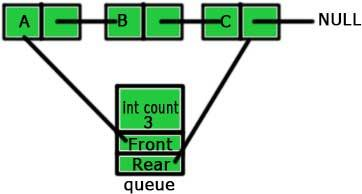 A B C NULL
Int count
3
Front
Rear
queue